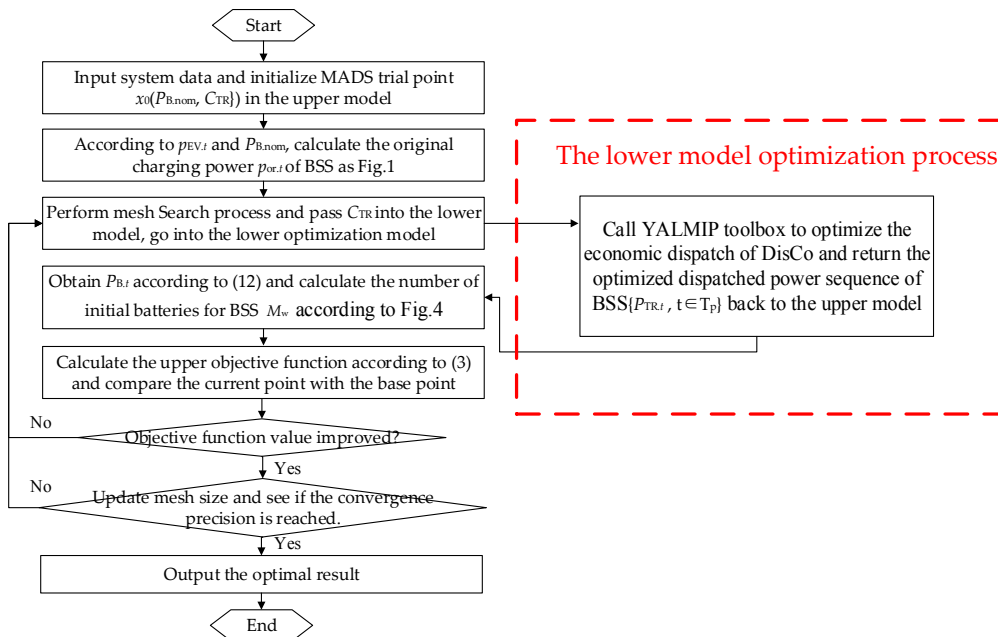 Start
Input system data and initialize MADS trial point
x0(PB.nom, CTR}) in the upper model
According to pEV.t and PB.nom, calculate the original
charging power por.t of BSS as Fig.1
Perform mesh Search process and pass CTR into the lower
model, go into the lower optimization model
Obtain PB.t according to (12) and calculate the number of
initial batteries for BSS Mw according to Fig.4
Calculate the upper objective function according to (3)
and compare the current point with the base point
No
Objective function value improved?
Yes
No
Update mesh size and see if the convergence
precision is reached.
Yes
Output the optimal result
End
The lower model optimization process
Call YALMIP toolbox to optimize the
economic dispatch of DisCo and return the
optimized dispatched power sequence of
BSS{PTR.t , t∈Tp} back to the upper model